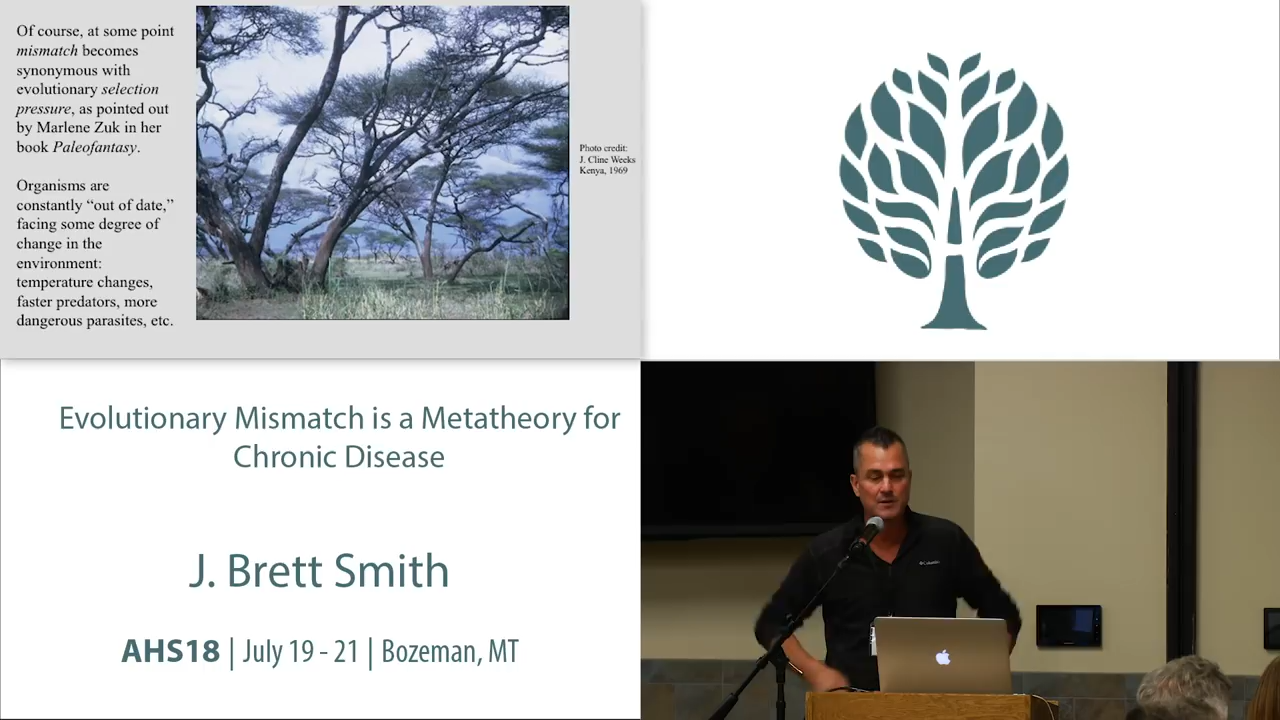 Of course, at some point
mismatch becomes
synonymous with
evolutionary selection
pressure, as pointed out
by Marlene Zuk in her
book Paleofantasy.
Organisms are
constantly “out of date,”
facing some degree of
change in the
environment:
temperature changes,
faster predators, more
dangerous parasites, etc.
Photo credit:
J. Cline Weeks
Kenya, 1969
Evolutionary Mismatch is a Metatheory for
Chronic Disease
J. Brett Smith
AHS18 | July 19 - 21 | Bozeman, MT
Columbia